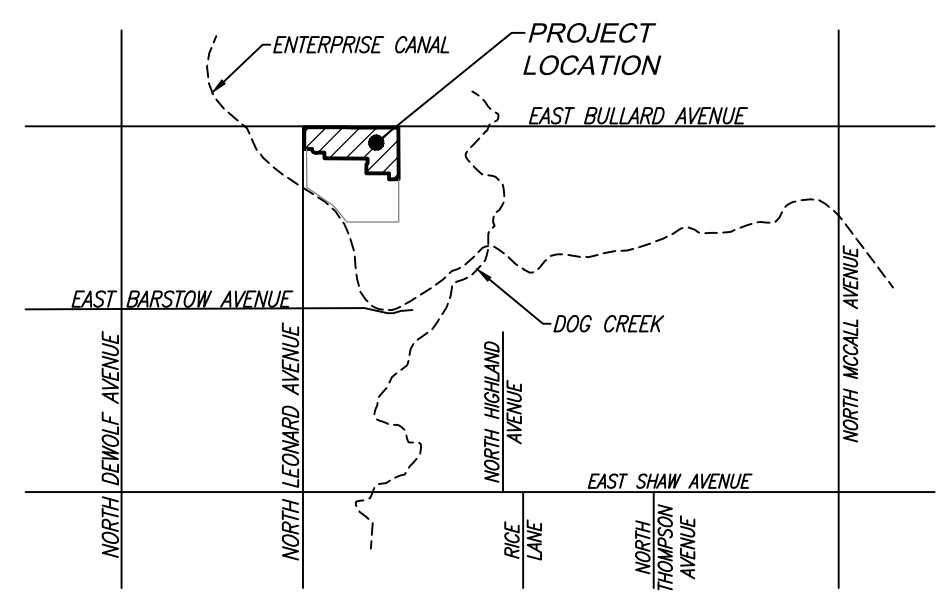 ENTERPRISE CANAL
PROJECT
LOCATION
EAST BULLARD AVENUE
EAST BARSTOW AVENUE
DOG CREEK
NORTH DEWOLF AVENUE
NORTH LEONARD AVENUE
NORTH HIGHLAND
AVENUE
NORTH MCCALL AVENUE
EAST SHAW AVENUE
RICE
LANE
NORTH
THOMPSON
AVENUE